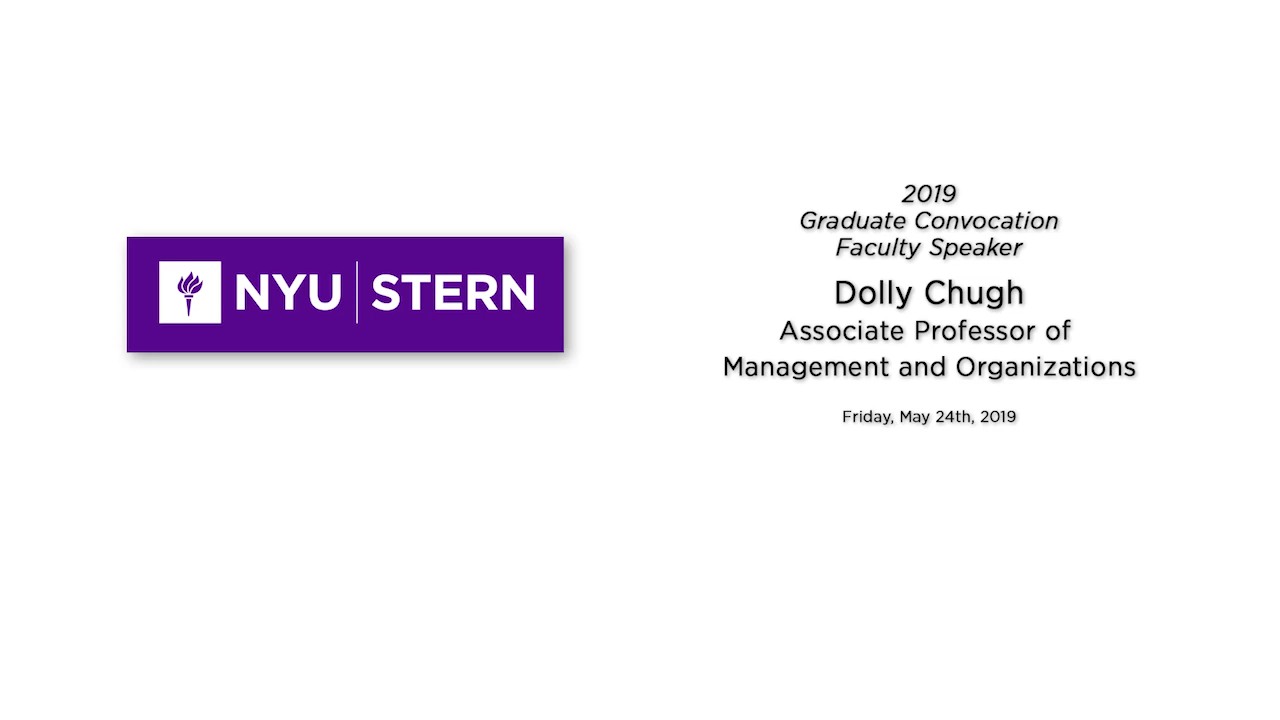 NYU STERN
2019
Graduate Convocation
Faculty Speaker
Dolly Chugh
Associate Professor of
Management and Organizations
Friday, May 24th, 2019